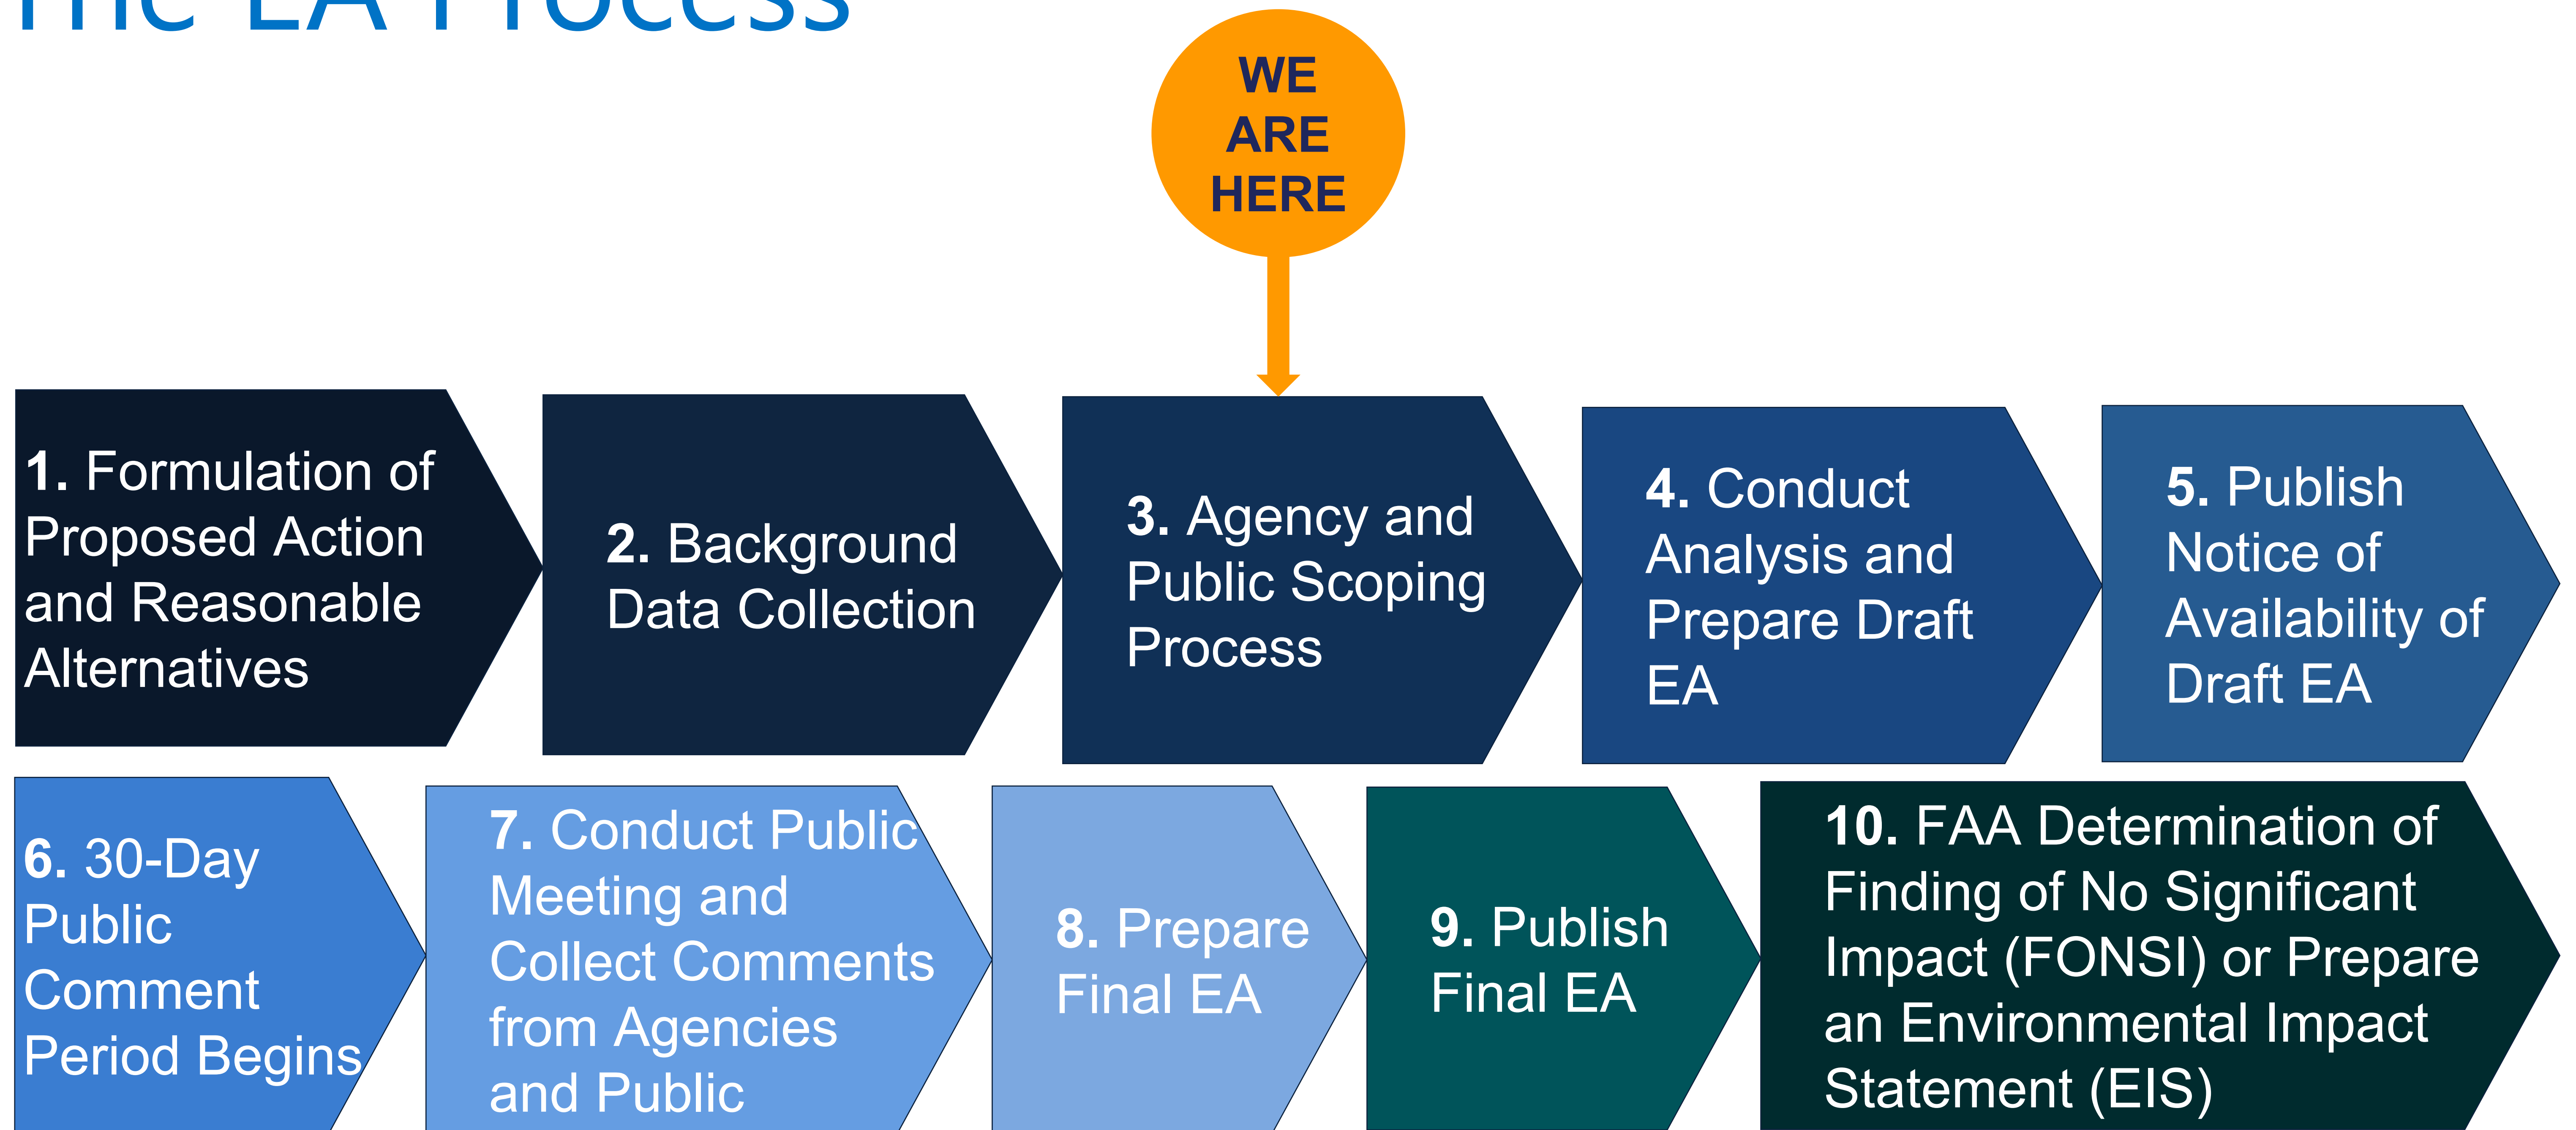 The EA Process
WE
ARE
HERE
1. Formulation of
Proposed Action
and Reasonable
Alternatives
2. Background
Data Collection
3. Agency and
Public Scoping
Process
4. Conduct
Analysis and
Prepare Draft
EA
5. Publish
Notice of
Availability of
Draft EA
6. 30-Day
Public
Comment
Period Begins
7. Conduct Public
Meeting and
Collect Comments
from Agencies
and Public
8. Prepare
Final EA
9. Publish
Final EA
10. FAA Determination of
Finding of No Significant
Impact (FONSI) or Prepare
an Environmental Impact
Statement (EIS)